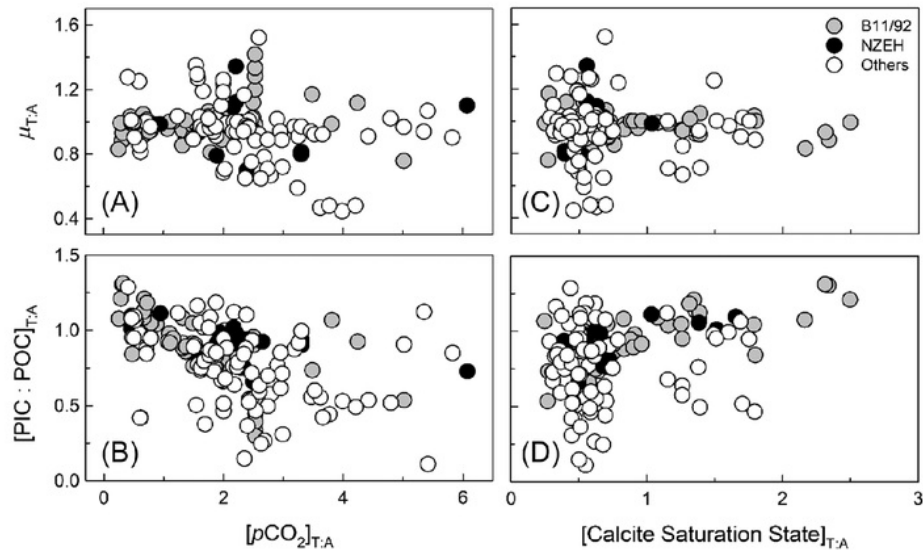 1.6
1.2
0.8
0.4
μT:A
(A)
(C)
B11/92
NZEH
Others
1.5
1.0
0.5
0.0
[PIC : POC]T:A
(B)
(D)
0
2
4
6
0
1
2
3
[pCO2]T:A
[Calcite Saturation State]T:A